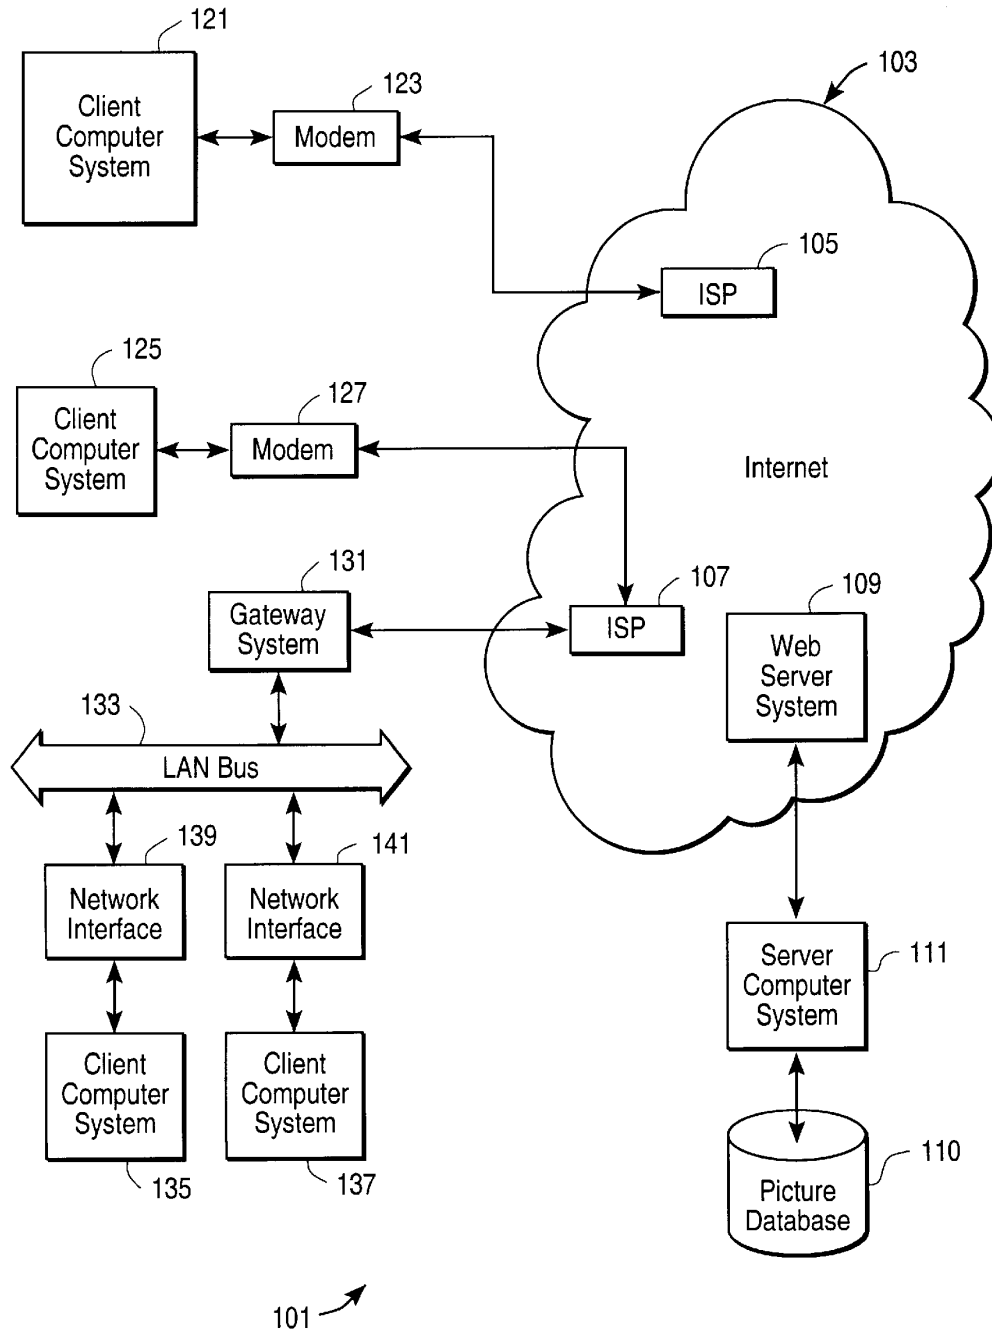 121
Client
Computer
System
123
Modem
103
105
ISP
125
Client
Computer
System
127
Modem
Internet
131
Gateway
System
107
ISP
109
Web
Server
System
133
LAN Bus
139
Network
Interface
141
Network
Interface
Server
Computer
System
111
Client
Computer
System
135
Client
Computer
System
137
Picture
Database
110
101